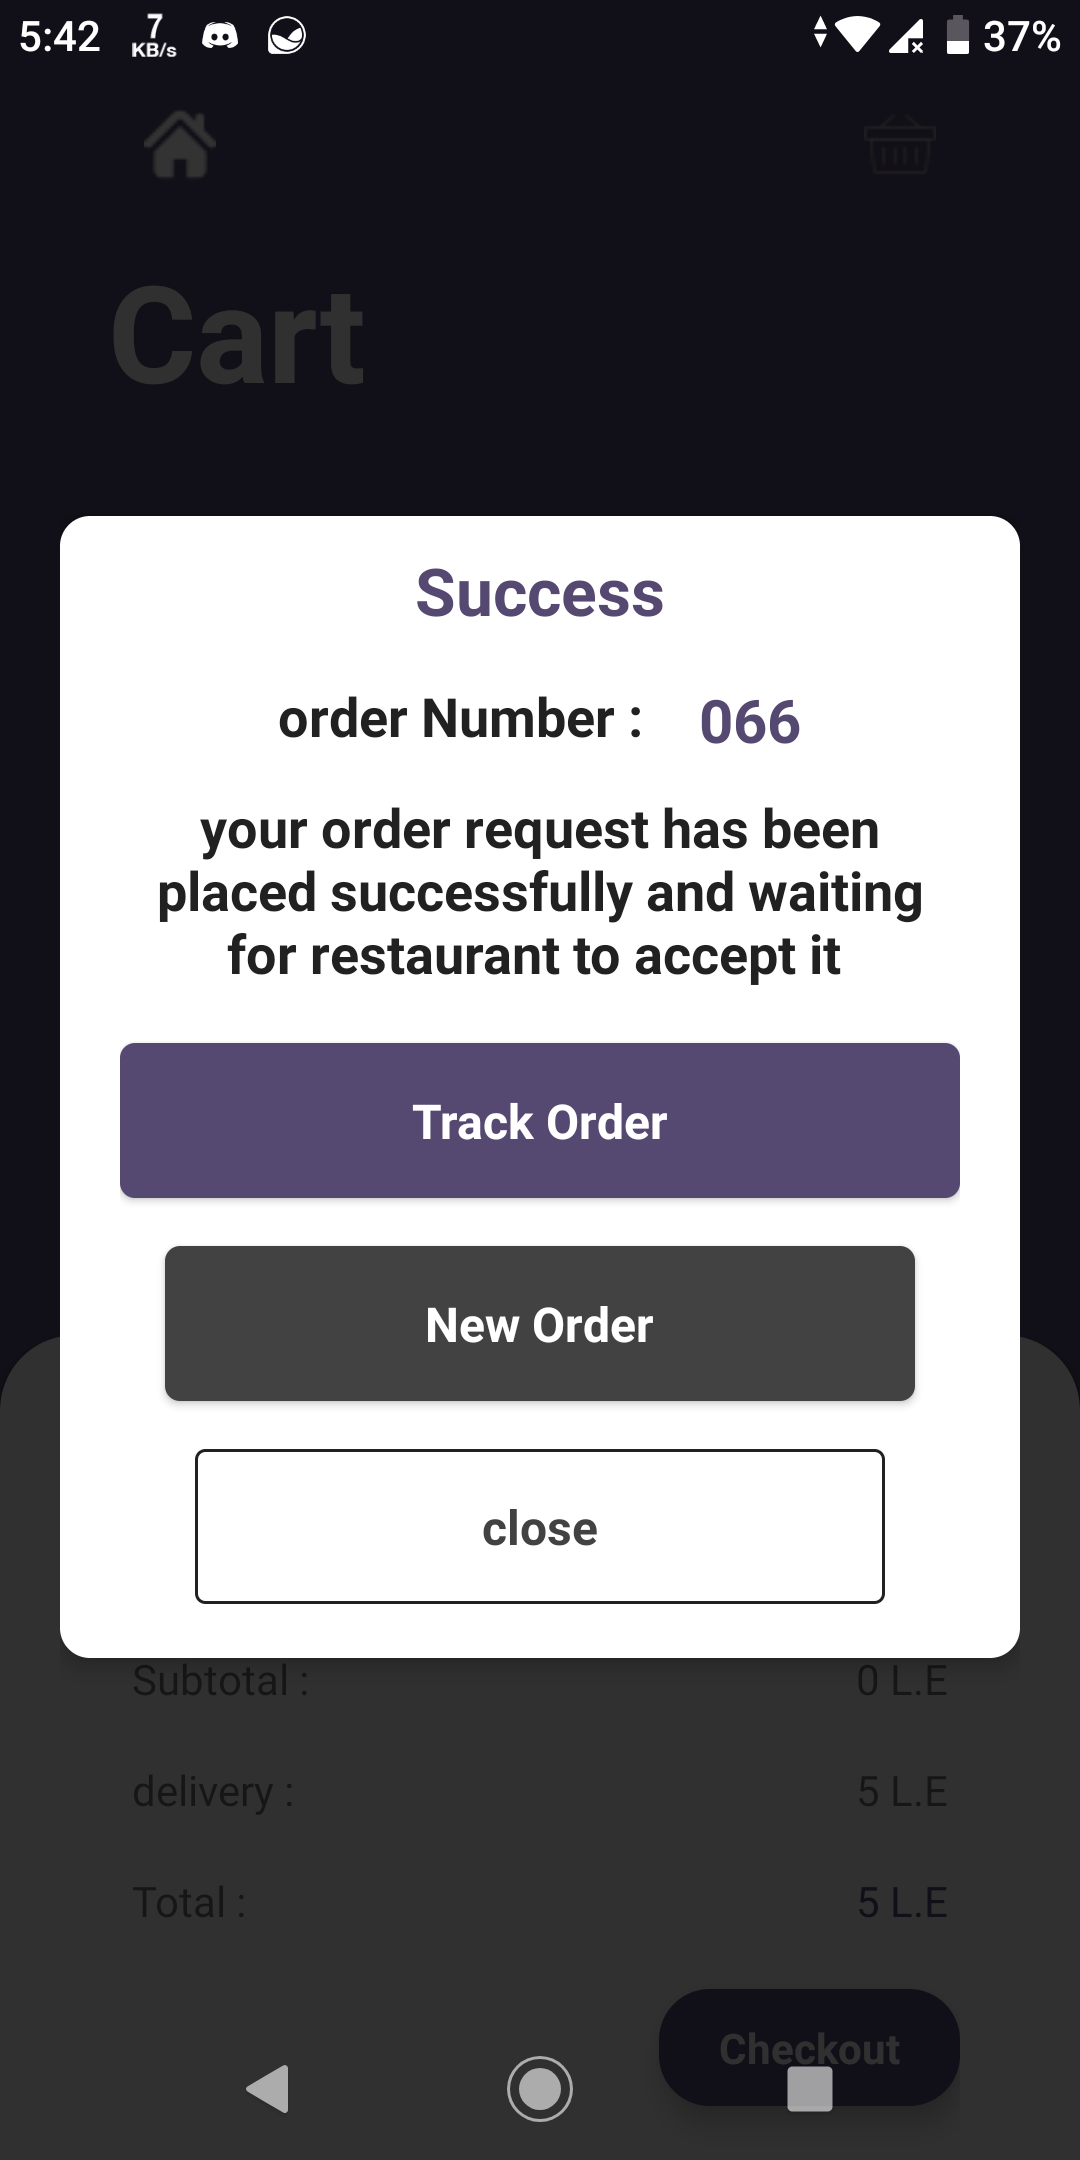 5:42 7 KB/s 37%
Cart
Success
order Number : 066
your order request has been
placed successfully and waiting
for restaurant to accept it
Track Order
New Order
close
Subtotal : 0 L.E
delivery : 5 L.E
Total : 5 L.E
Checkout